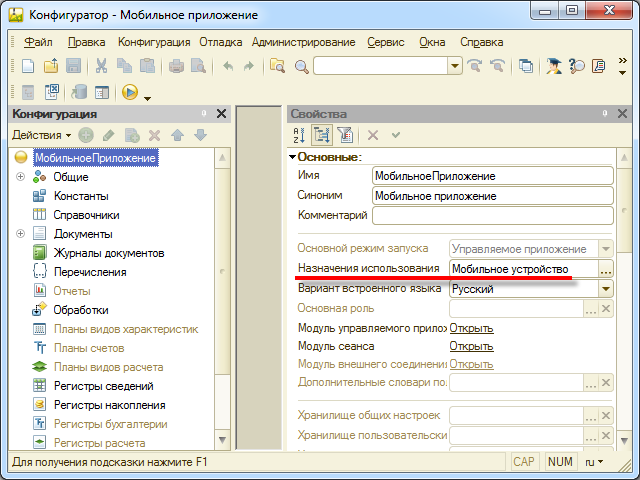 Конфигуратор - Мобильное приложение
Файл Правка Конфигурация Отладка Администрирование Сервис Окна Справка
Конфигурация
Действия
МобильноеПриложение
Общие
Константы
Справочники
Документы
Журналы документов
Перечисления
Отчеты
Обработки
Планы видов характеристик
Планы счетов
Планы видов расчета
Регистры сведений
Регистры накопления
Регистры бухгалтерии
Регистры расчета
Свойства
Основные:
Имя МобильноеПриложение
Синоним Мобильное приложение
Комментарий
Основной режим запуска Управляемое приложение
Назначения использования Мобильное устройство ...
Вариант встроенного языка Русский
Основная роль ...
Модуль управляемого прилож Открыть
Модуль сеанса Открыть
Модуль внешнего соединения Открыть
Дополнительные словари по. ...
Хранилище общих настроек ...
Хранилище пользовательски ...
Для получения подсказки нажмите F1 CAP NUM ru